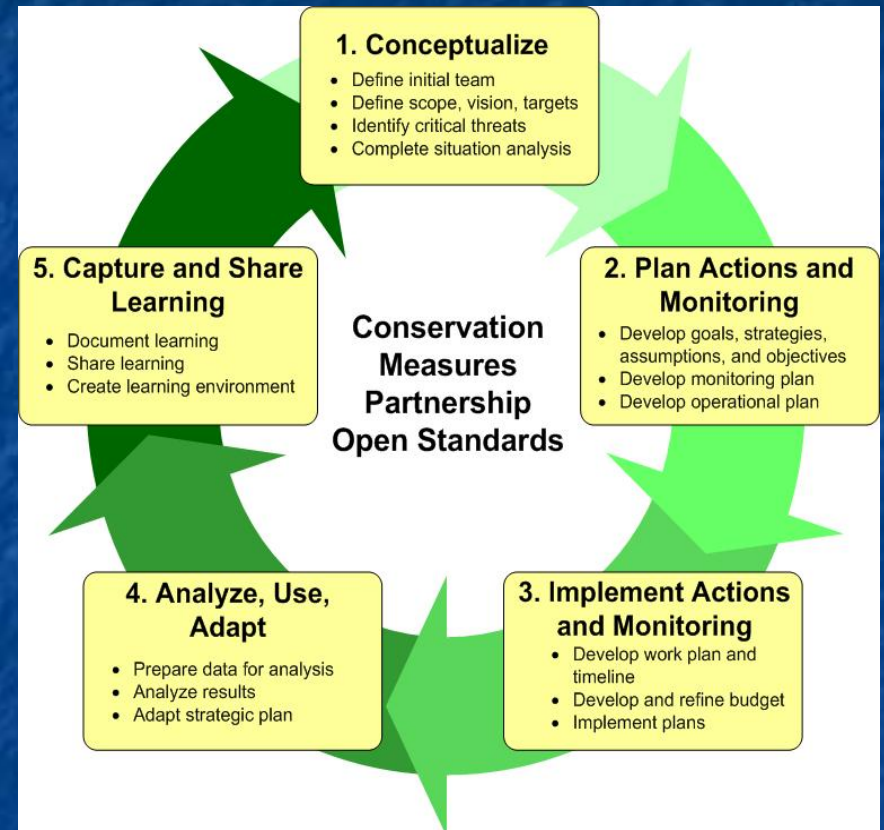 1. Conceptualize
• Define initial team
• Define scope, vision, targets
• Identify critical threats
• Complete situation analysis
5. Capture and Share
Learning
• Document learning
• Share learning
• Create learning environment
Conservation
Measures
Partnership
Open Standards
2. Plan Actions and
Monitoring
• Develop goals, strategies,
assumptions, and objectives
• Develop monitoring plan
• Develop operational plan
4. Analyze, Use,
Adapt
• Prepare data for analysis
• Analyze results
• Adapt strategic plan
3. Implement Actions
and Monitoring
• Develop work plan and
timeline
• Develop and refine budget
• Implement plans